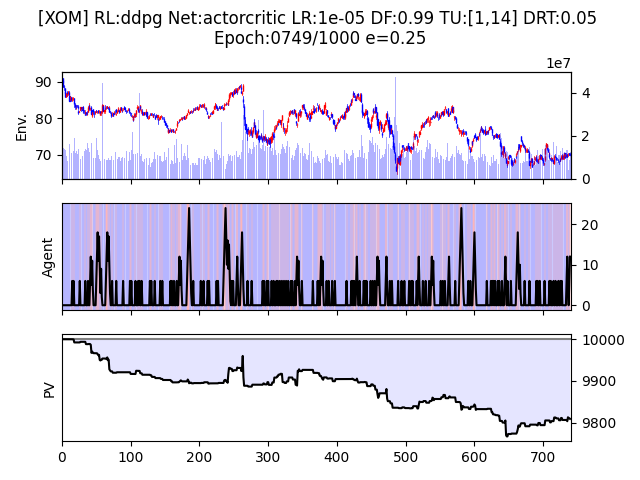 [XOM] RL:ddpg Net:actorcritic LR:1e-05 DF:0.99 TU:[1,14] DRT:0.05
Epoch:0749/1000 e=0.25
1e7
90
80
70
Env.
4
2
0
Agent
20
10
0
PV
10000
9900
9800
0 100 200 300 400 500 600 700